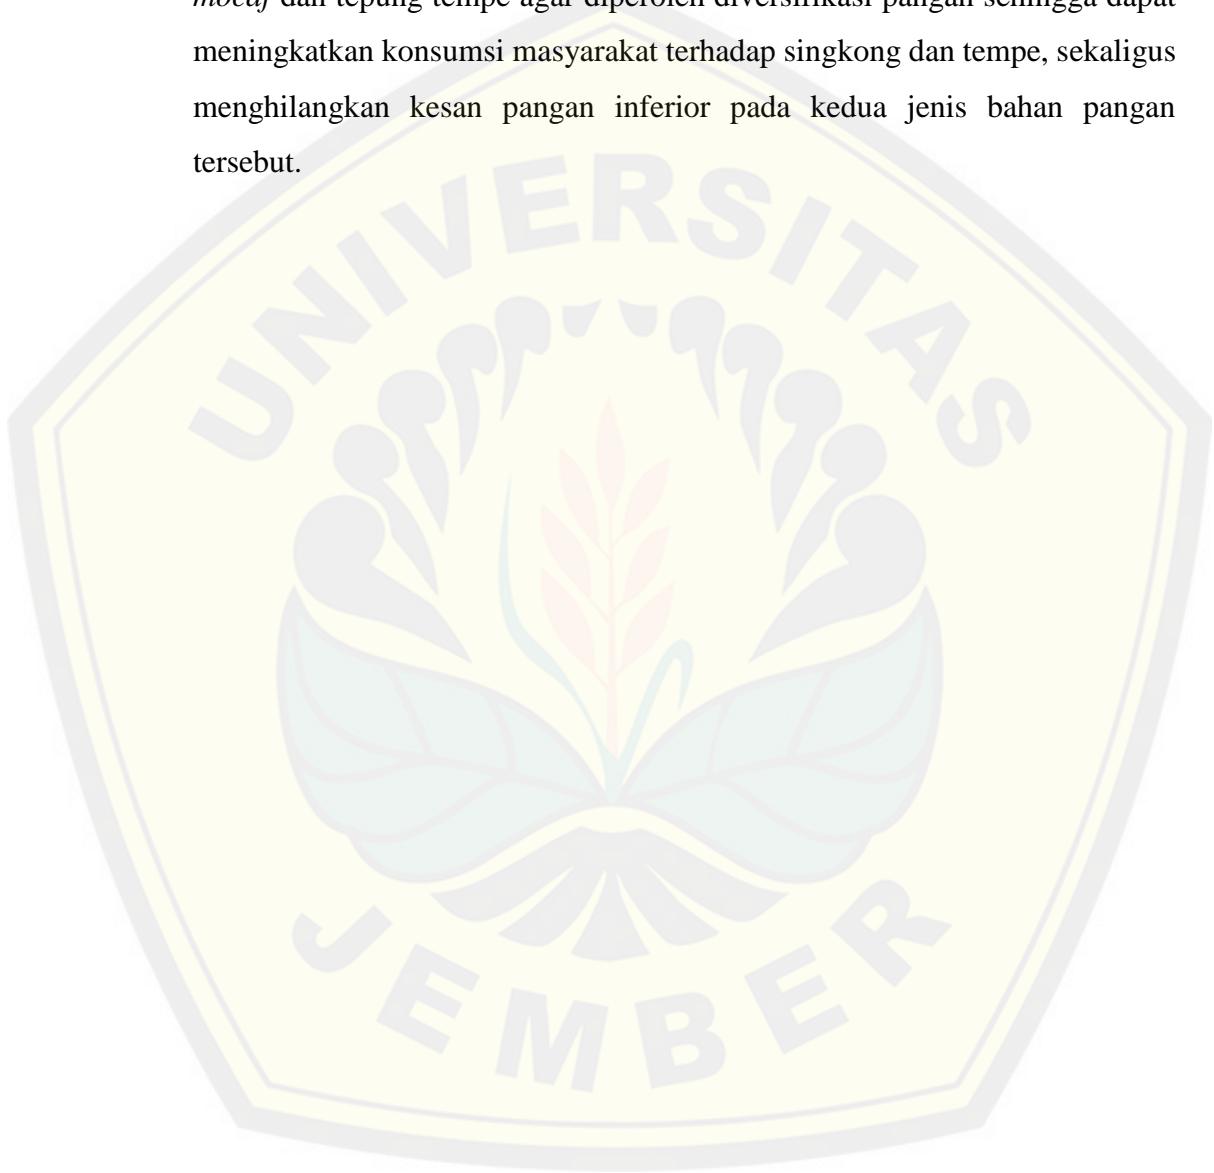 mocaf dan tepung tempe agar diperoleh diversifikasi pangan sehingga dapat
meningkatkan konsumsi masyarakat terhadap singkong dan tempe, sekaligus
menghilangkan kesan pangan inferior pada kedua jenis bahan pangan
tersebut.
UNIVERSITAS
JEMBER